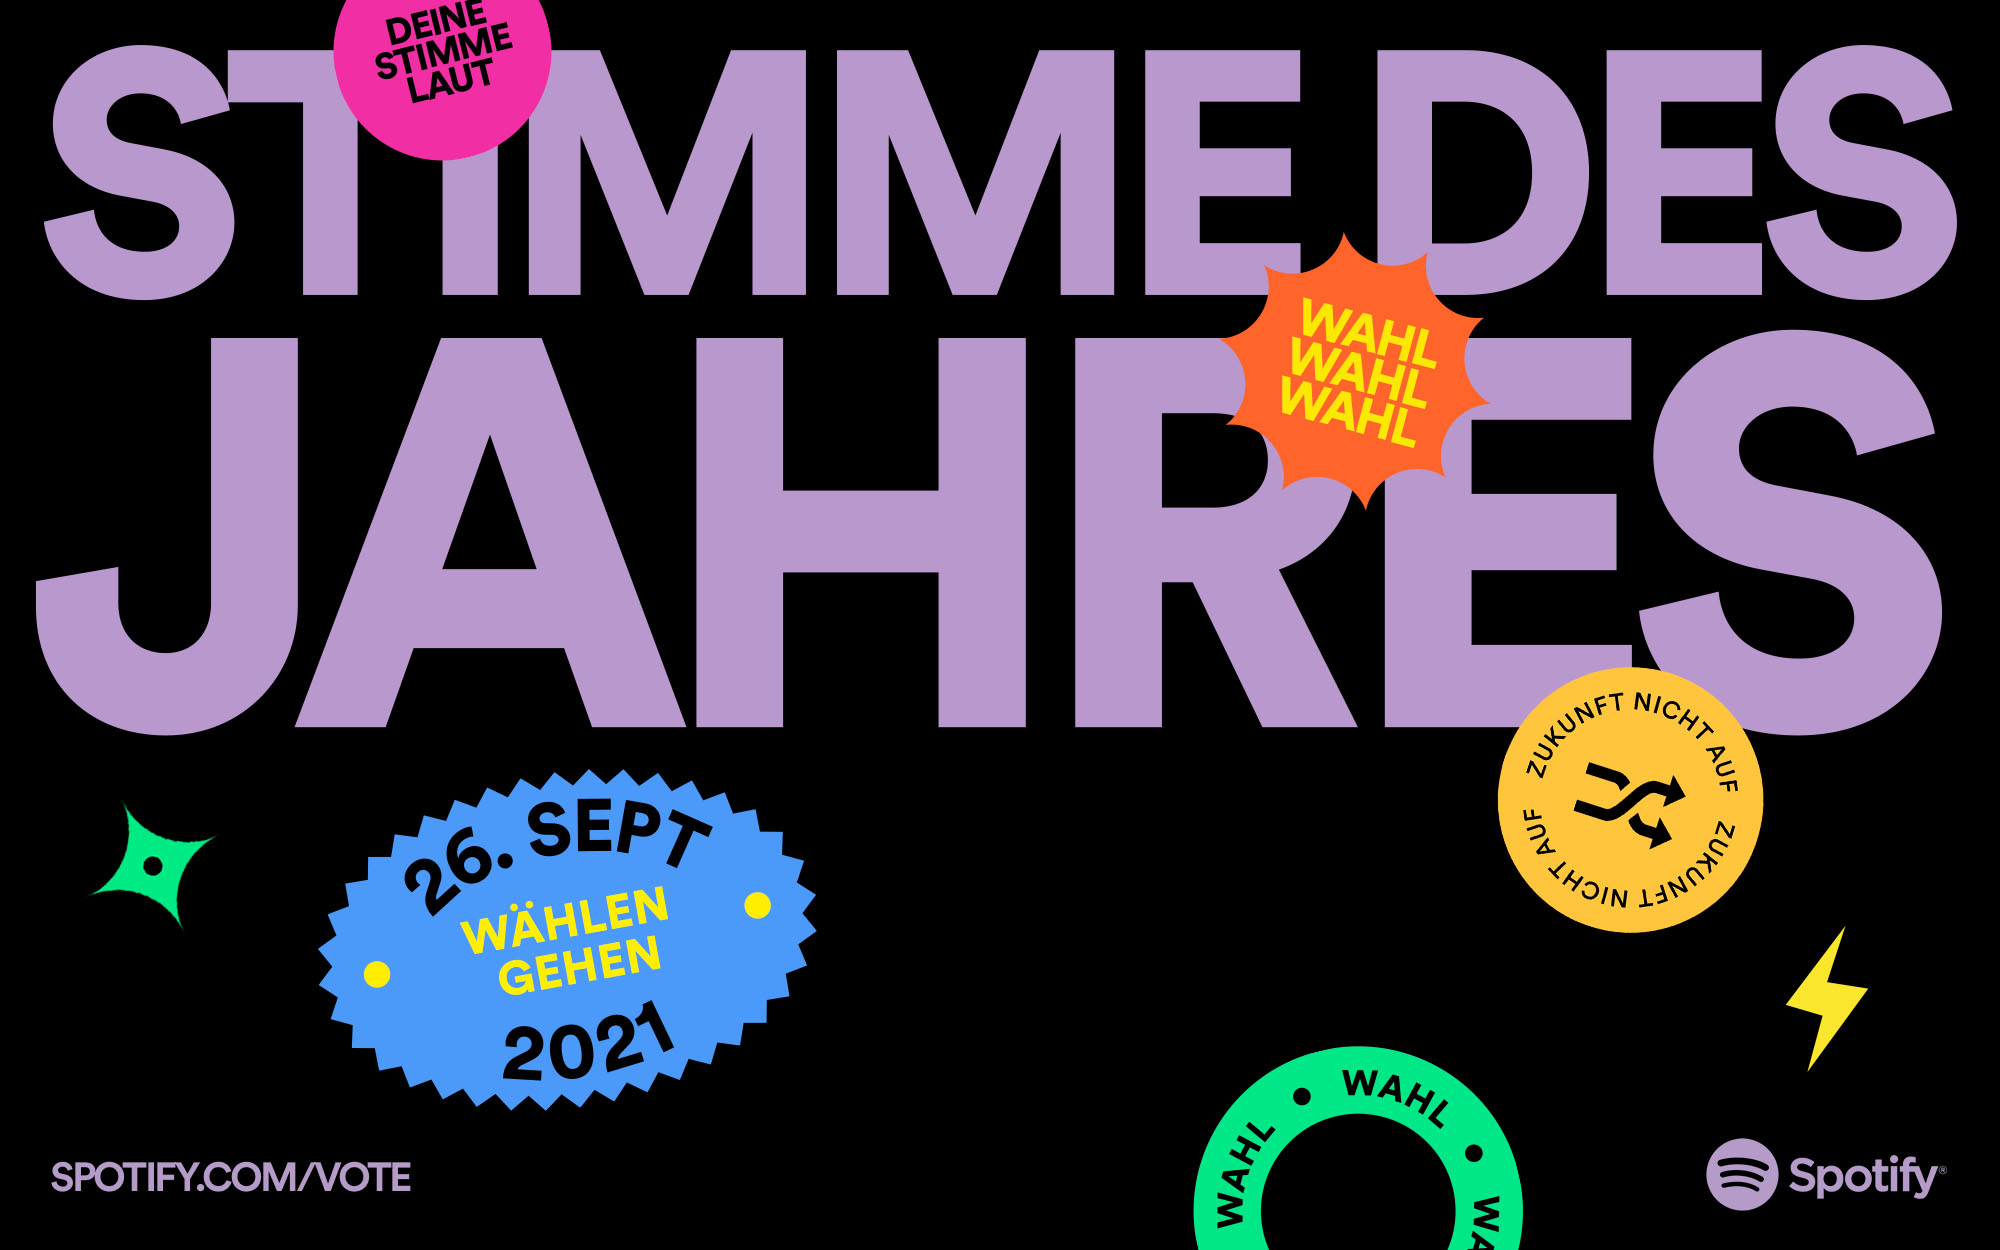 DEINE
STIMME
LAUT
STIMME DES
JAHRES
WAHL
WAHL
WAHL
ZUKUNFT NICHT AUF ZUKUNFT NICHT AUF
26. SEPT
WÄHLEN
GEHEN
2021
WAHL • WAHL •
SPOTIFY.COM/VOTE
Spotify®